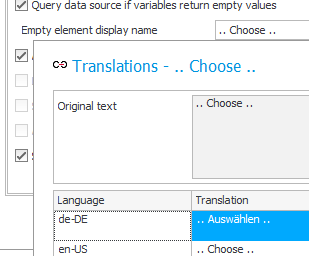 Query data source if variables return empty values
Empty element display name .. Choose ..
Translations - .. Choose ..
Original text .. Choose ..
Language Translation
de-DE .. Auswählen ..
en-US .. Choose ..